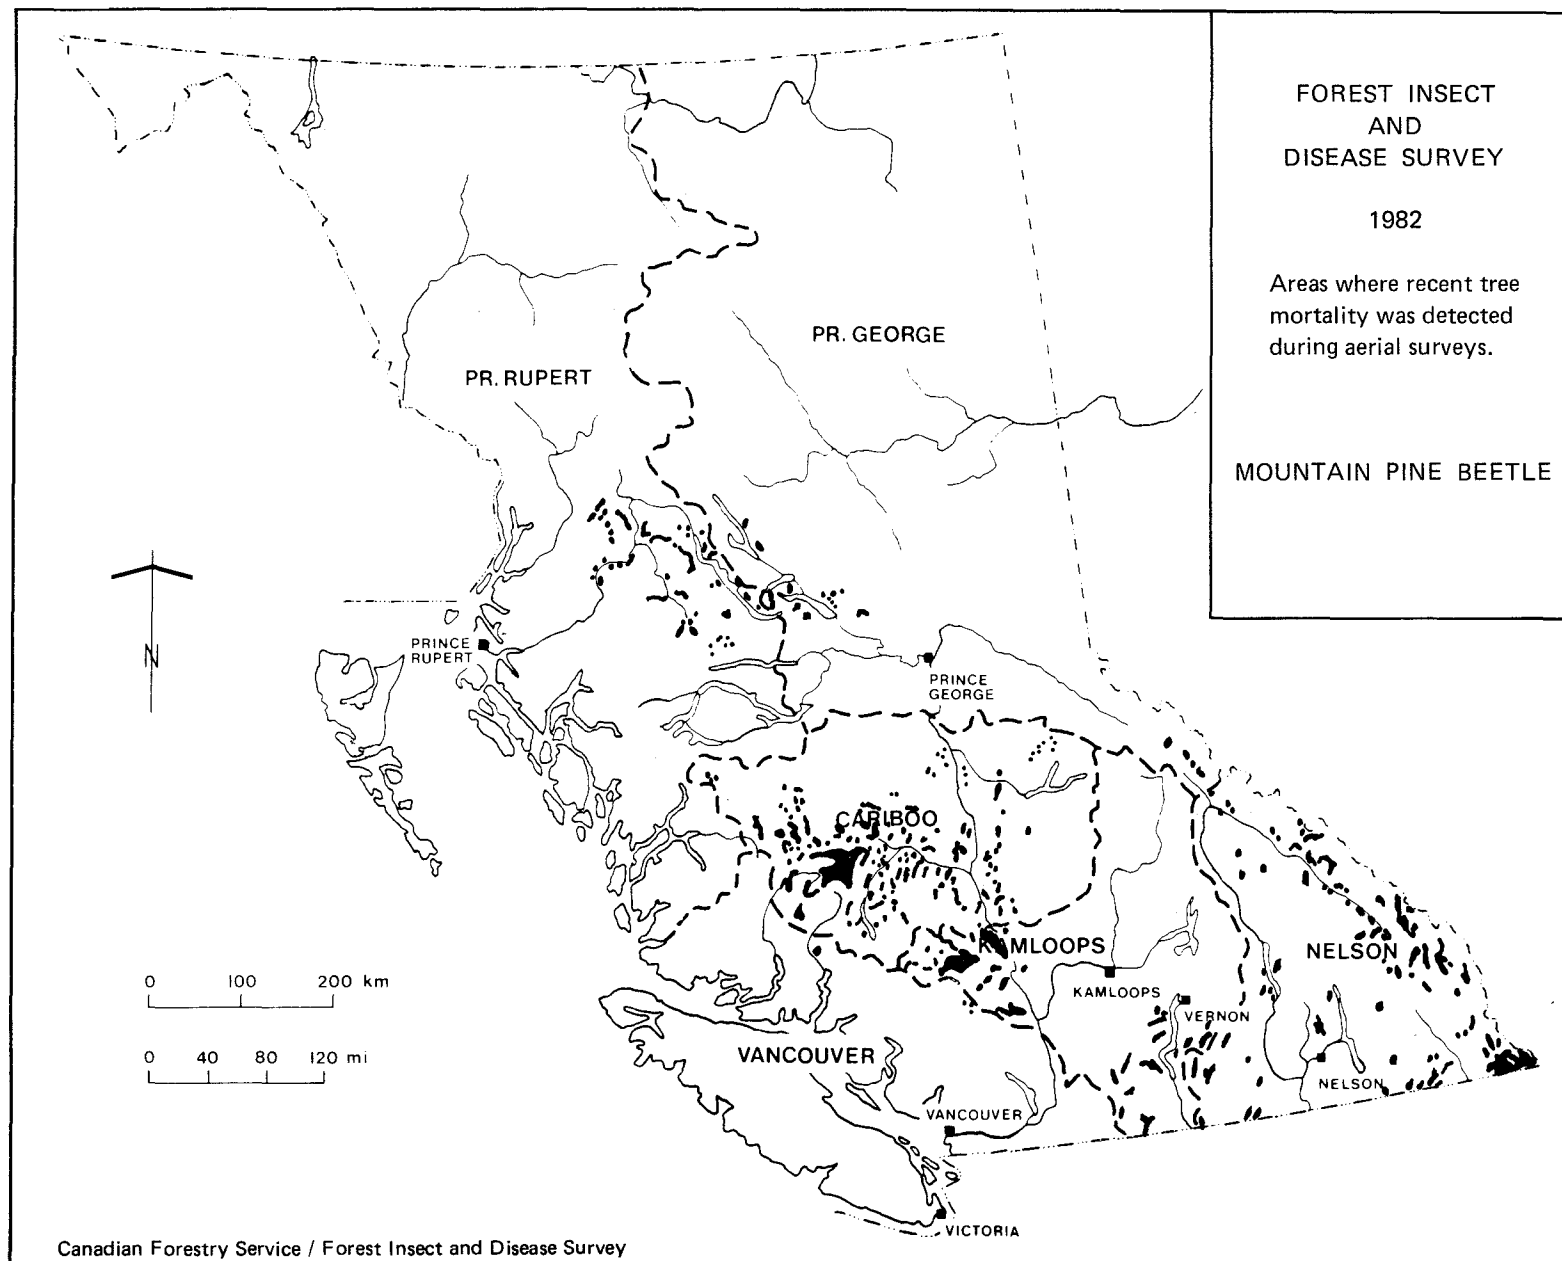 FOREST INSECT
AND
DISEASE SURVEY
1982
Areas where recent tree
mortality was detected
during aerial surveys.
MOUNTAIN PINE BEETLE
PR. GEORGE
PR. RUPERT
N
PRINCE
RUPERT
PRINCE
GEORGE
CARIBOO
KAMLOOPS
NELSON
KAMLOOPS
VERNON
0 100 200 km
0 40 80 120 mi
VANCOUVER
NELSON
VANCOUVER
VICTORIA
Canadian Forestry Service / Forest Insect and Disease Survey